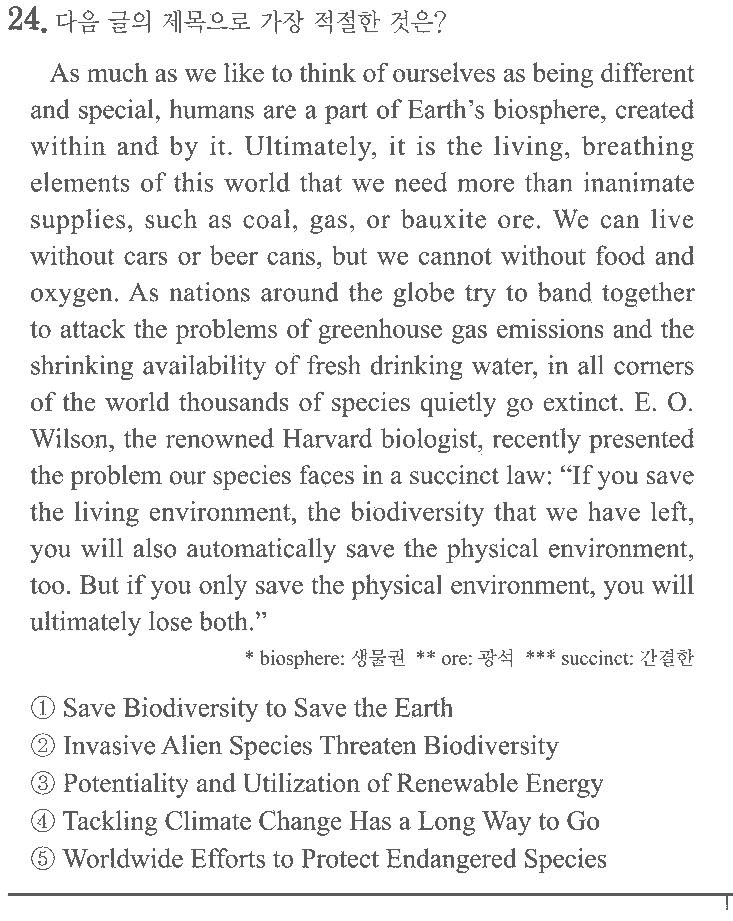 24. 다음 글의 제목으로 가장 적절한 것은?
As much as we like to think of ourselves as being different
and special, humans are a part of Earth's biosphere, created
within and by it. Ultimately, it is the living, breathing
elements of this world that we need more than inanimate
supplies, such as coal, gas, or bauxite ore. We can live
without cars or beer cans, but we cannot without food and
oxygen. As nations around the globe try to band together
to attack the problems of greenhouse gas emissions and the
shrinking availability of fresh drinking water, in all corners
of the world thousands of species quietly go extinct. E. O.
Wilson, the renowned Harvard biologist, recently presented
the problem our species faces in a succinct law: “If you save
the living environment, the biodiversity that we have left,
you will also automatically save the physical environment,
too. But if you only save the physical environment, you will
ultimately lose both.”
* biosphere: 생물권 ** ore: 광석 *** succinct: 간결한
① Save Biodiversity to Save the Earth
② Invasive Alien Species Threaten Biodiversity
③ Potentiality and Utilization of Renewable Energy
④ Tackling Climate Change Has a Long Way to Go
⑤ Worldwide Efforts to Protect Endangered Species